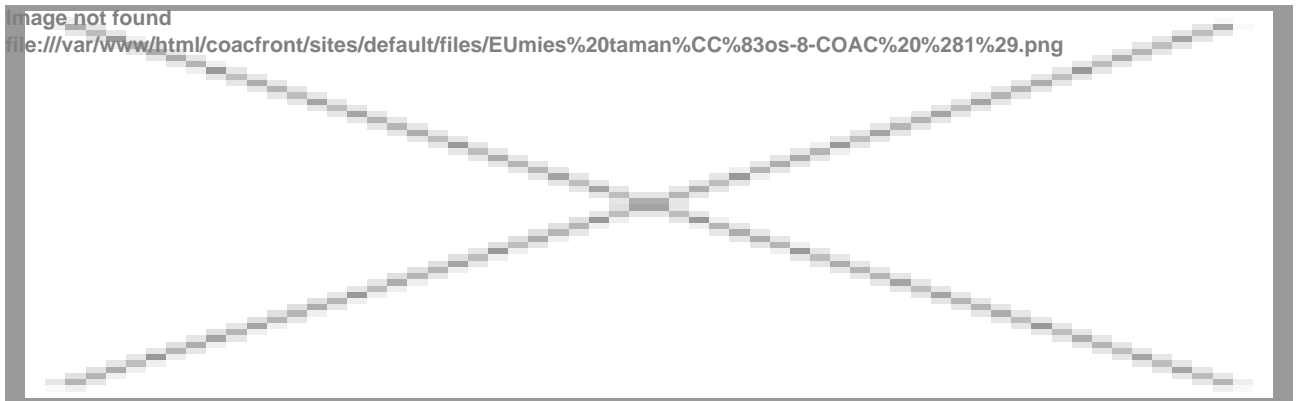 Image not found
file:///var/www/html/coacfront/sites/default/files/EUmies%20taman%CC%83os-8-COAC%20%281%29.png